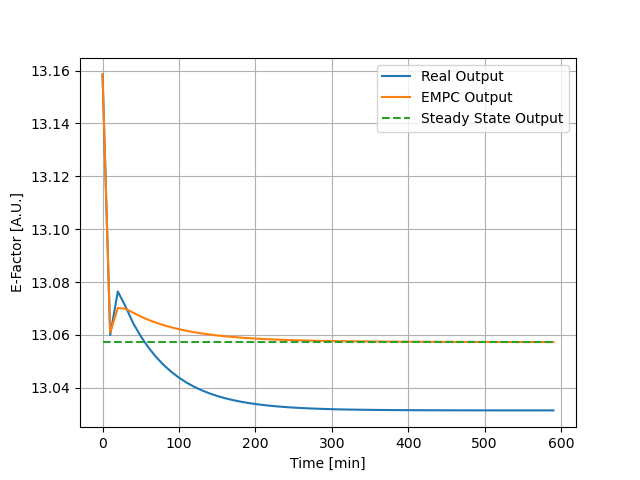 13.16
13.14
13.12
13.10
13.08
13.06
13.04
E-Factor [A.U.]
0
100
200
300
400
500
600
Time [min]
Real Output
EMPC Output
Steady State Output